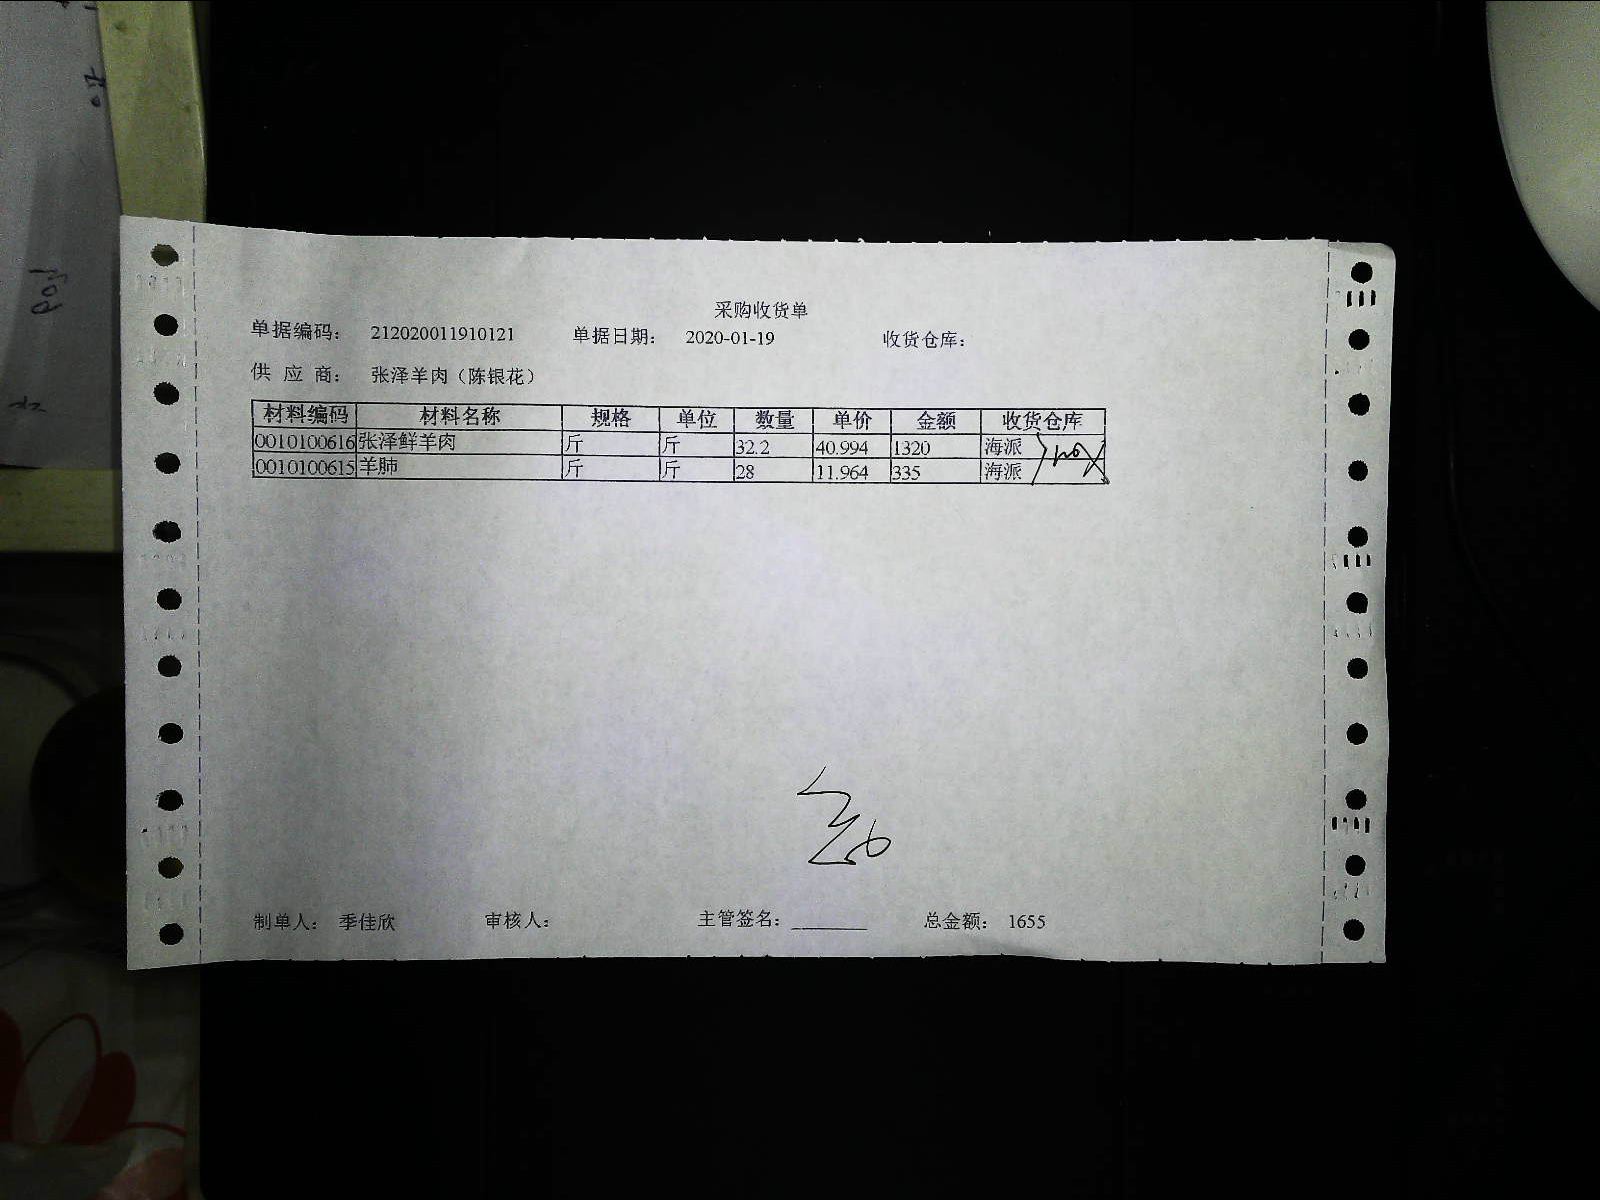 采购收货单
单据编码： 212020011910121 单据日期： 2020-01-19 收货仓库：
供 应 商： 张泽羊肉（陈银花）
材料编码 材料名称 规格 单位 数量 单价 金额 收货仓库
0010100616 张泽鲜羊肉 斤 斤 32.2 40.994 1320 海派
0010100615 羊肺 斤 斤 28 11.964 335 海派
制单人： 季佳欣 审核人： 主管签名： 总金额： 1655